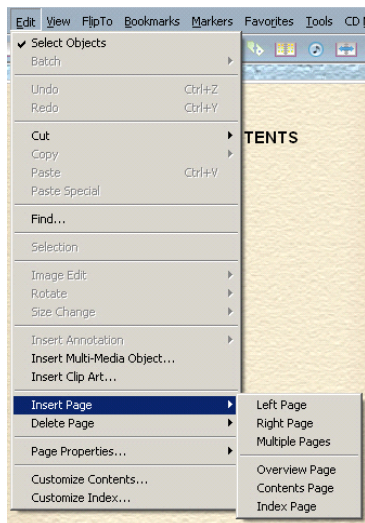 Edit View FlipTo Bookmarks Markers Favorites Tools CD
Select Objects
Batch
Undo Ctrl+Z
Redo Ctrl+Y
Cut
TENTS
Copy
Paste Ctrl+V
Paste Special
Find...
Selection
Image Edit
Rotate
Size Change
Insert Annotation
Insert Multi-Media Object...
Insert Clip Art...
Insert Page
Left Page
Delete Page
Right Page
Multiple Pages
Page Properties...
Overview Page
Customize Contents...
Contents Page
Customize Index...
Index Page